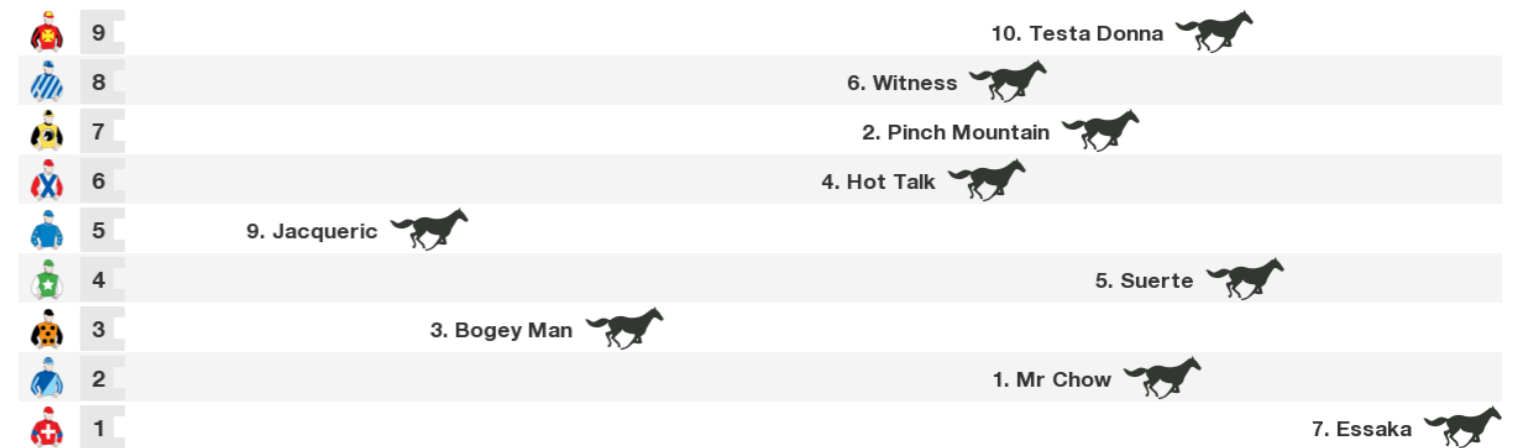 9 10. Testa Donna
8 6. Witness
7 2. Pinch Mountain
6 4. Hot Talk
5 9. Jacqueric
4 5. Suerte
3 3. Bogey Man
2 1. Mr Chow
1 7. Essaka